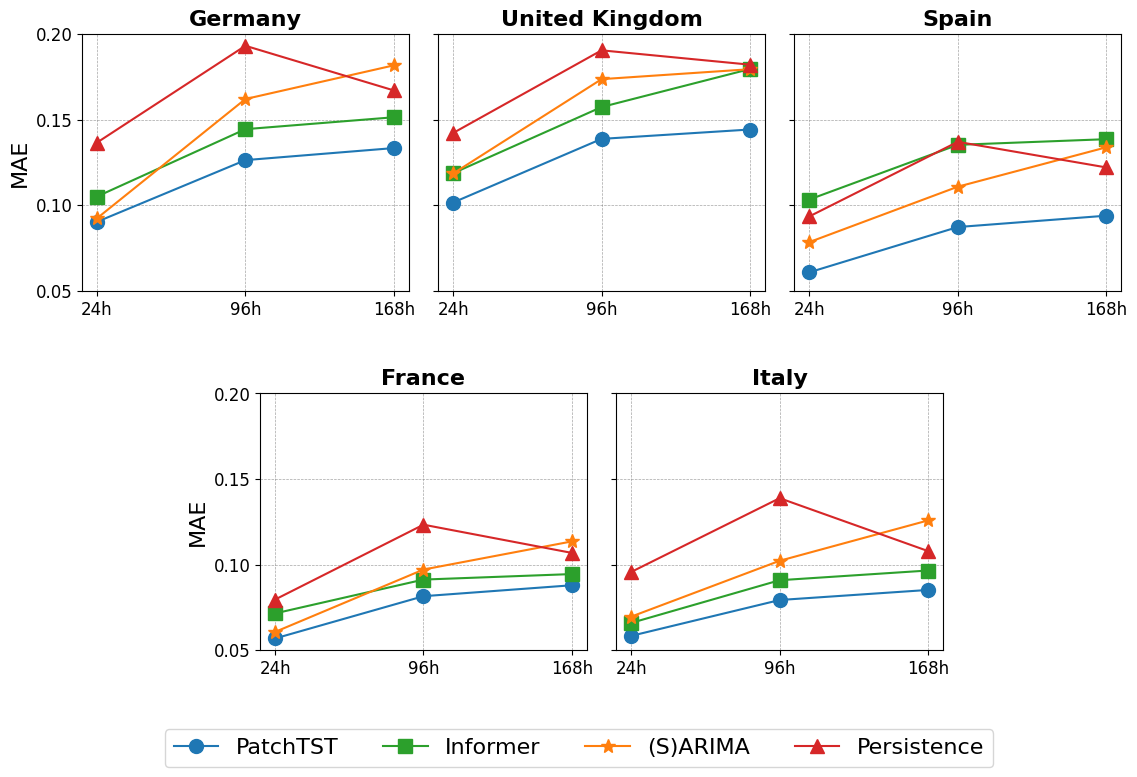 Germany United Kingdom Spain
0.20
0.15
MAE
0.10
0.05
24h 96h 168h 24h 96h 168h 24h 96h 168h
France Italy
0.20
0.15
MAE
0.10
0.05
24h 96h 168h 24h 96h 168h
PatchTST Informer (S)ARIMA Persistence